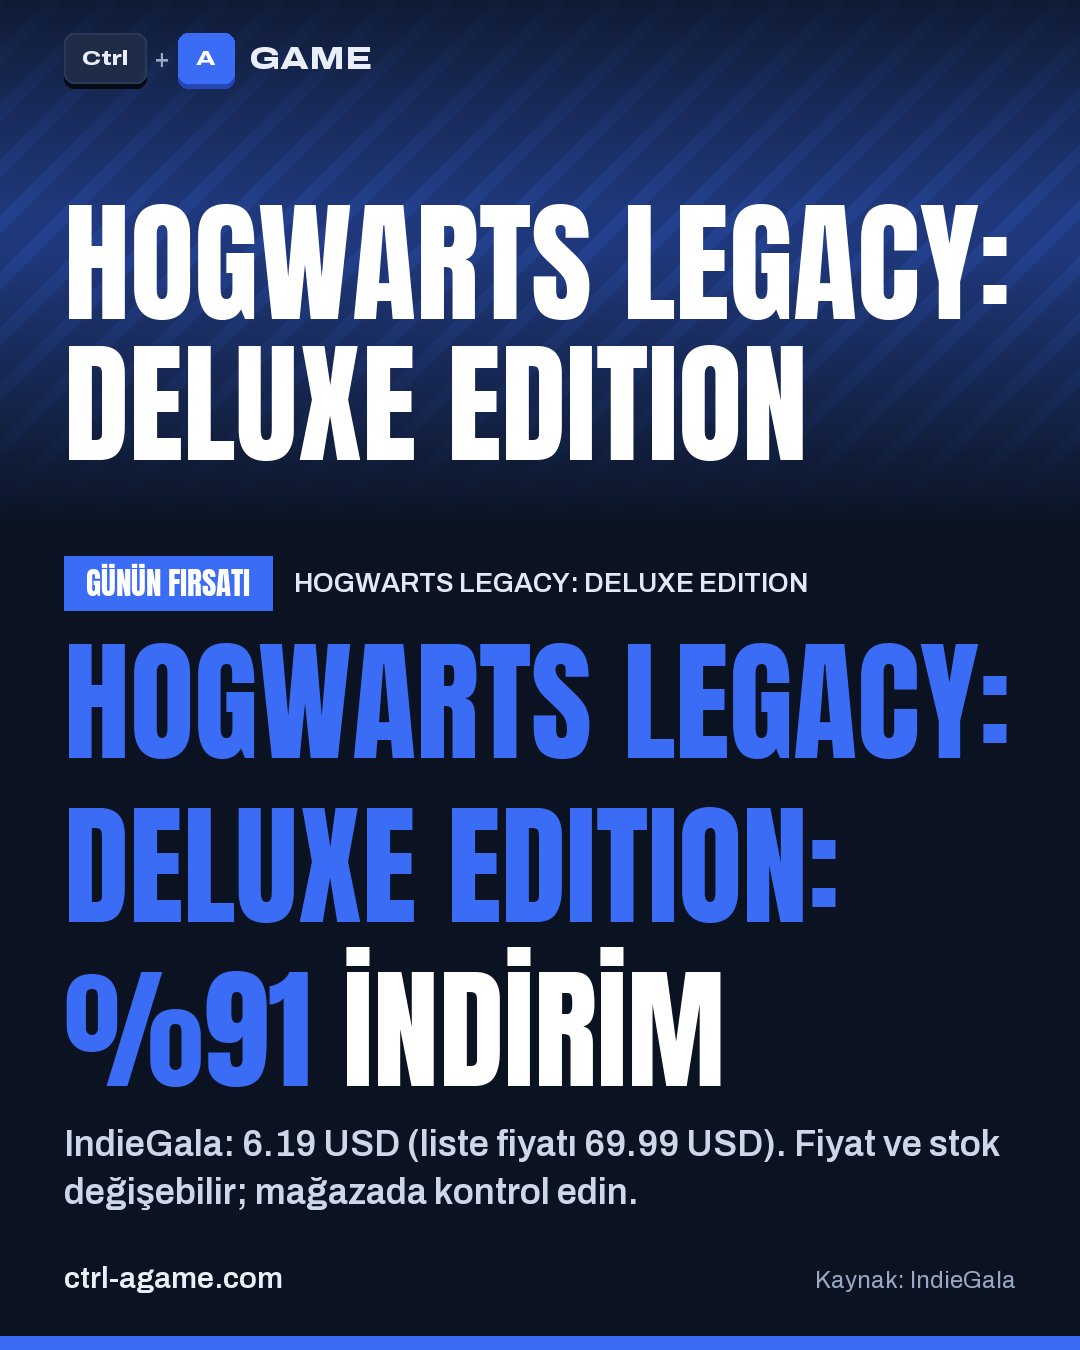 Ctrl + A GAME
HOGWARTS LEGACY:
DELUXE EDITION
GÜNÜN FIRSATI HOGWARTS LEGACY: DELUXE EDITION
HOGWARTS LEGACY:
DELUXE EDITION:
%91 İNDİRİM
IndieGala: 6.19 USD (liste fiyatı 69.99 USD). Fiyat ve stok
değişebilir; mağazada kontrol edin.
ctrl-agame.com Kaynak: IndieGala